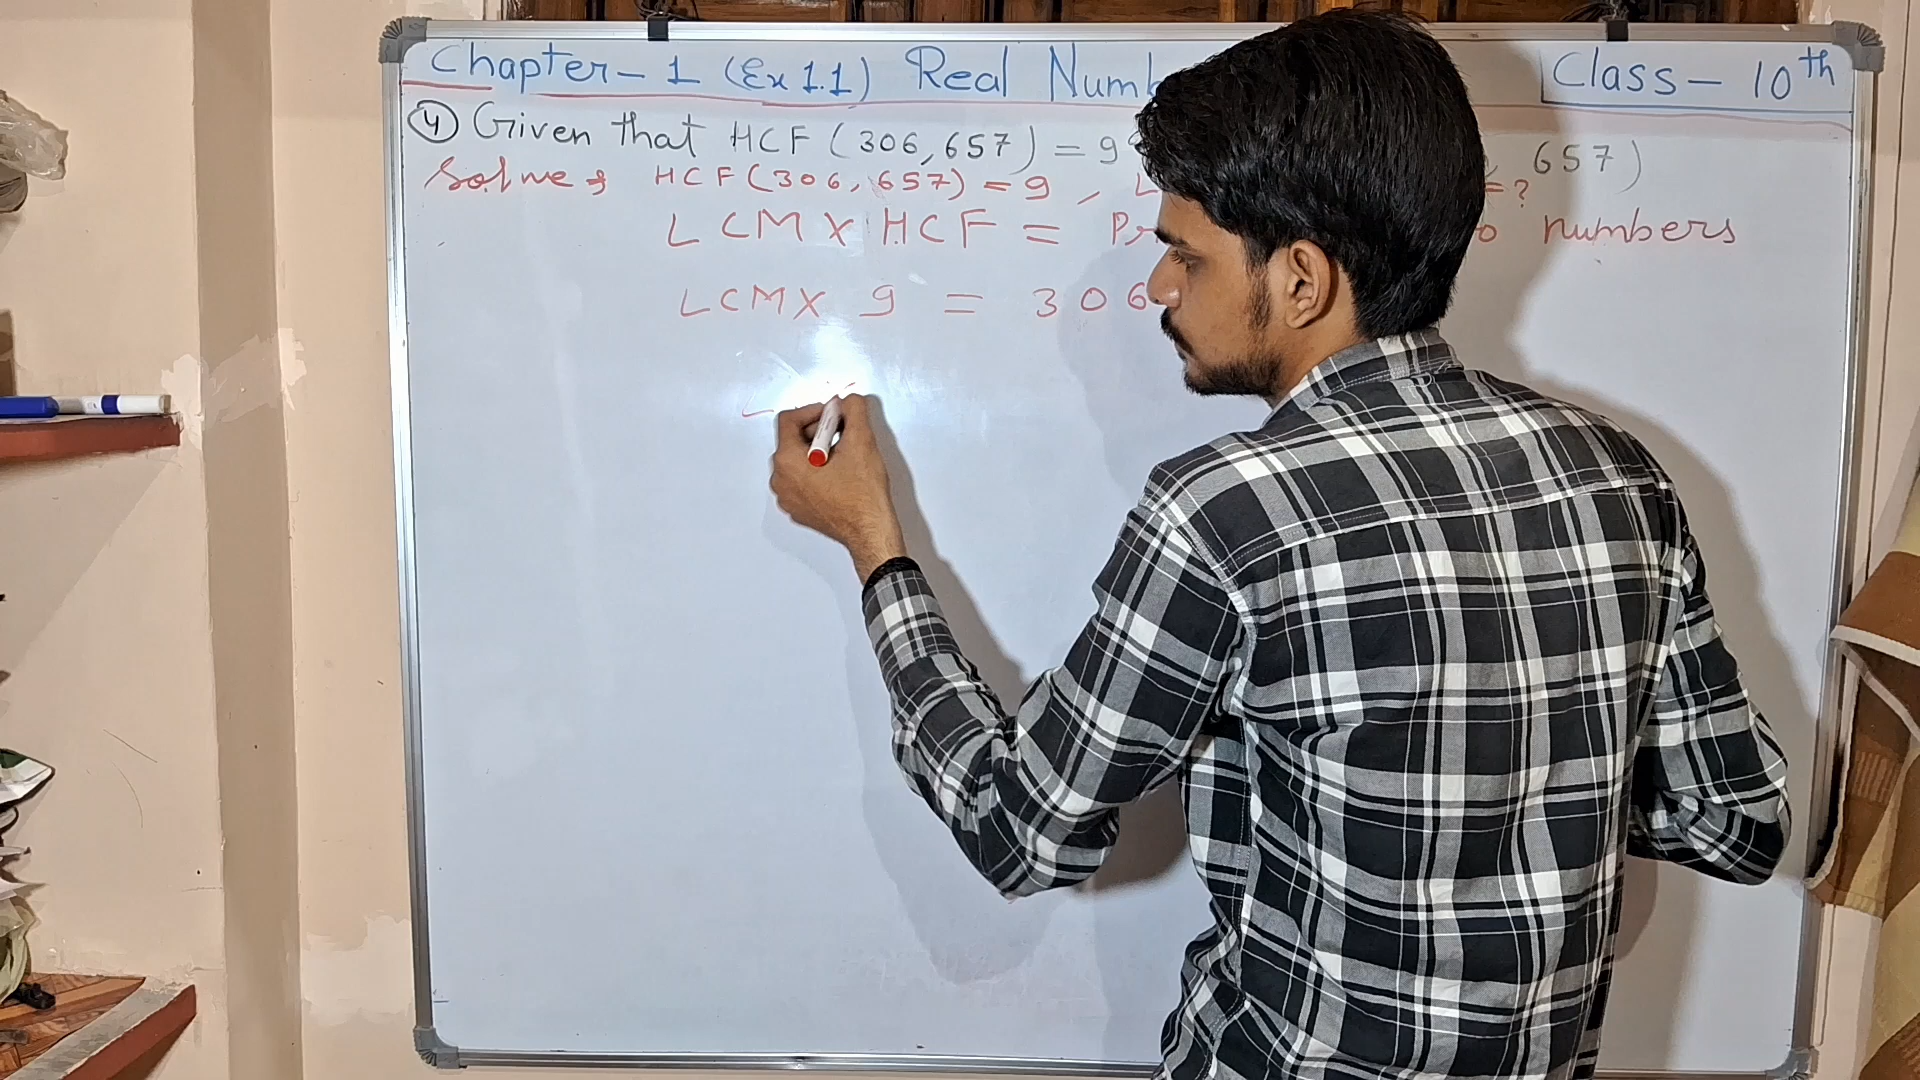 Chapter - 1 (Ex 1.1) Real Numb Class - 10th
4 Given that HCF (306, 657) = 9 657)
Solve HCF (306, 657) = 9, L = ?
LCM X HCF = Pr numbers
LCM X 9 = 306
L